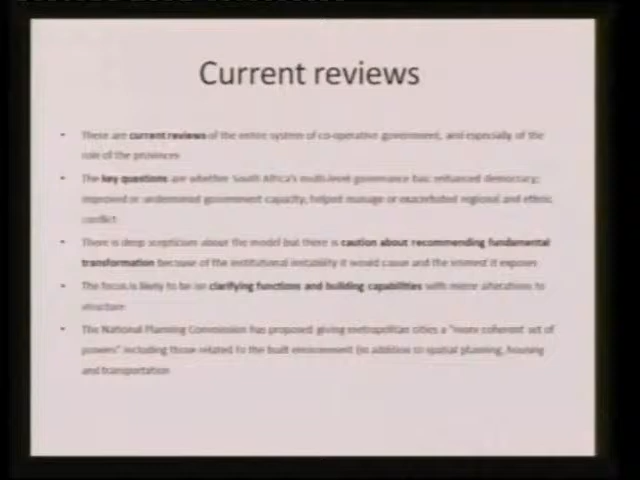 Current reviews
• There are current reviews of the entire system of co-operative government, and especially of the
role of the provinces
• The key questions are whether South Africa's multi-level governance has: enhanced democracy;
improved or undermined government capacity; helped manage or exacerbated regional and ethnic
conflict
• There is deep scepticism about the model but there is caution about recommending fundamental
transformation because of the institutional instability it would cause and the interest it exposes
• The focus is likely to be on clarifying functions and building capabilities with minor alterations to
structure
• The National Planning Commission has proposed giving metropolitan cities a "more coherent set of
powers" including those related to the built environment (in addition to spatial planning, housing
and transportation